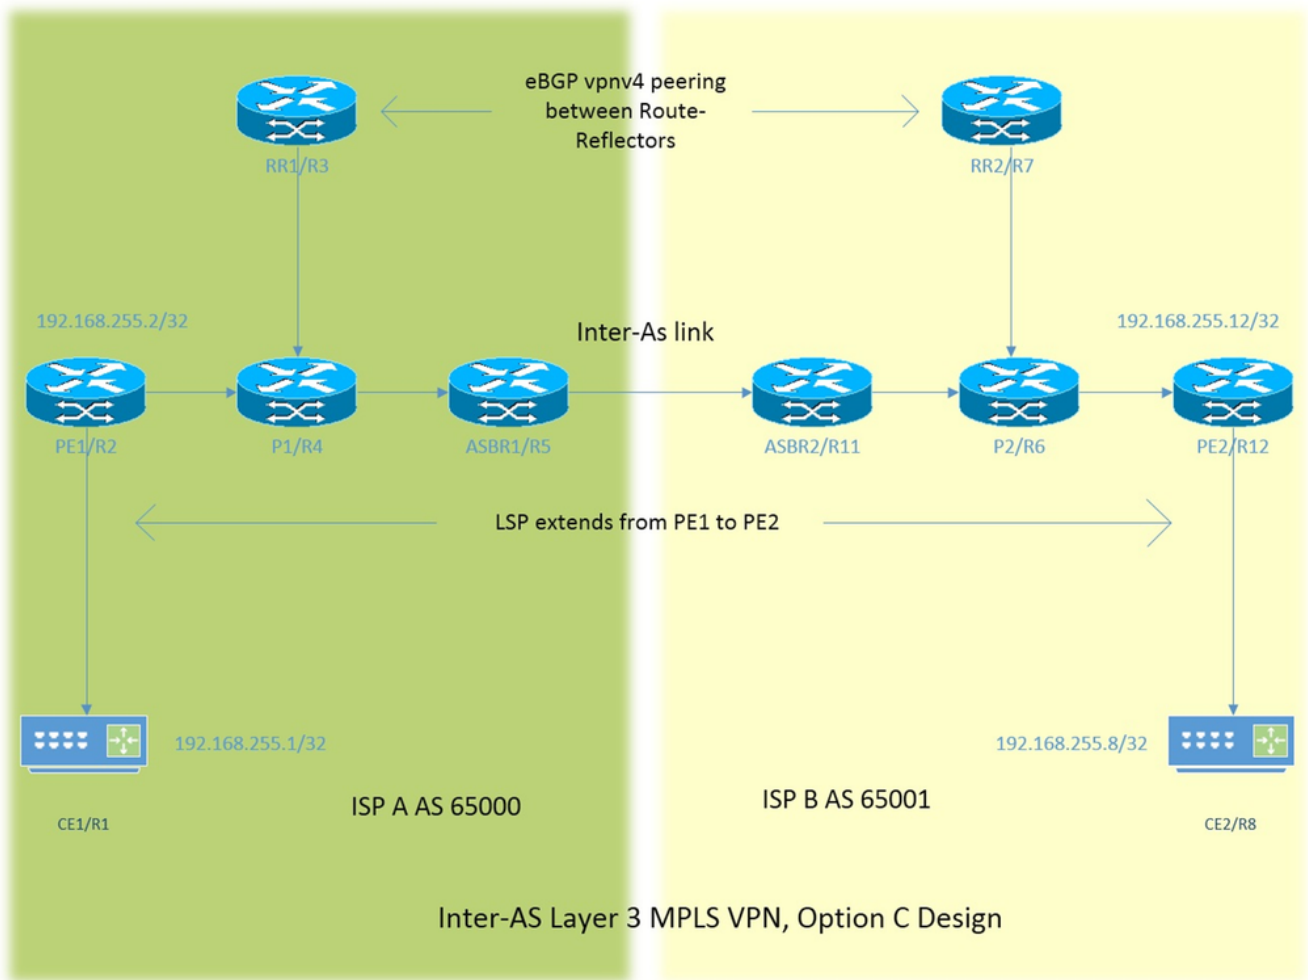 eBGP vpnv4 peering
between Route-
Reflectors
RR1/R3
RR2/R7
192.168.255.2/32
Inter-As link
192.168.255.12/32
PE1/R2
P1/R4
ASBR1/R5
ASBR2/R11
P2/R6
PE2/R12
LSP extends from PE1 to PE2
192.168.255.1/32
192.168.255.8/32
ISP A AS 65000
ISP B AS 65001
CE1/R1
CE2/R8
Inter-AS Layer 3 MPLS VPN, Option C Design